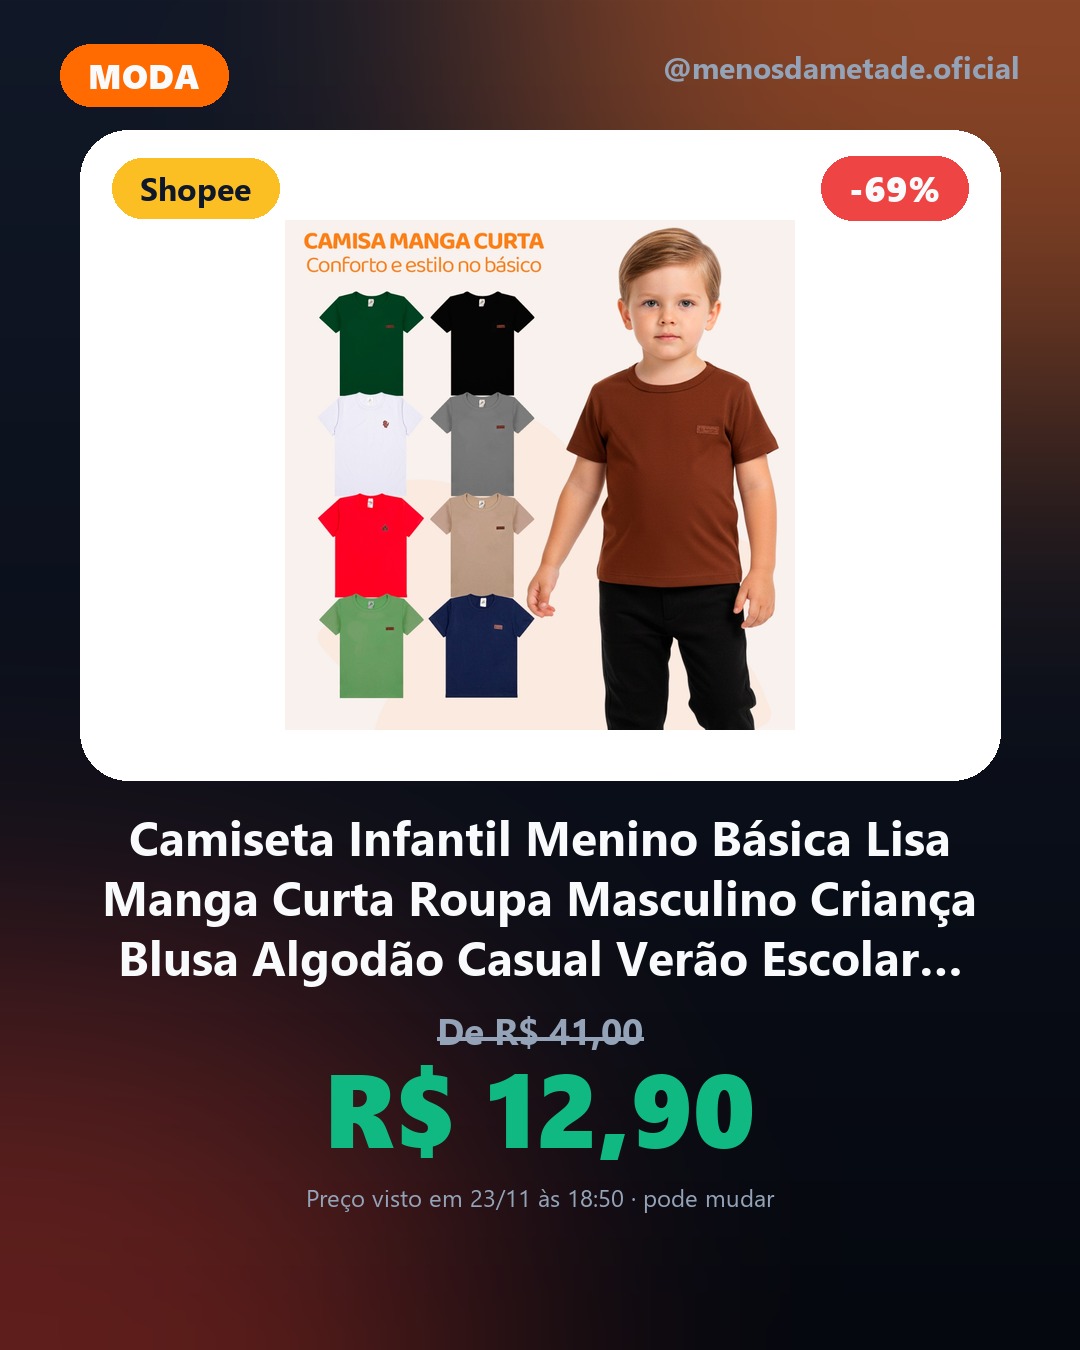 MODA
@menosdametade.oficial
Shopee
-69%
CAMISA MANGA CURTA
Conforto e estilo no básico
Camiseta Infantil Menino Básica Lisa
Manga Curta Roupa Masculino Criança
Blusa Algodão Casual Verão Escolar...
De R$ 41,00
R$ 12,90
Preço visto em 23/11 às 18:50 · pode mudar